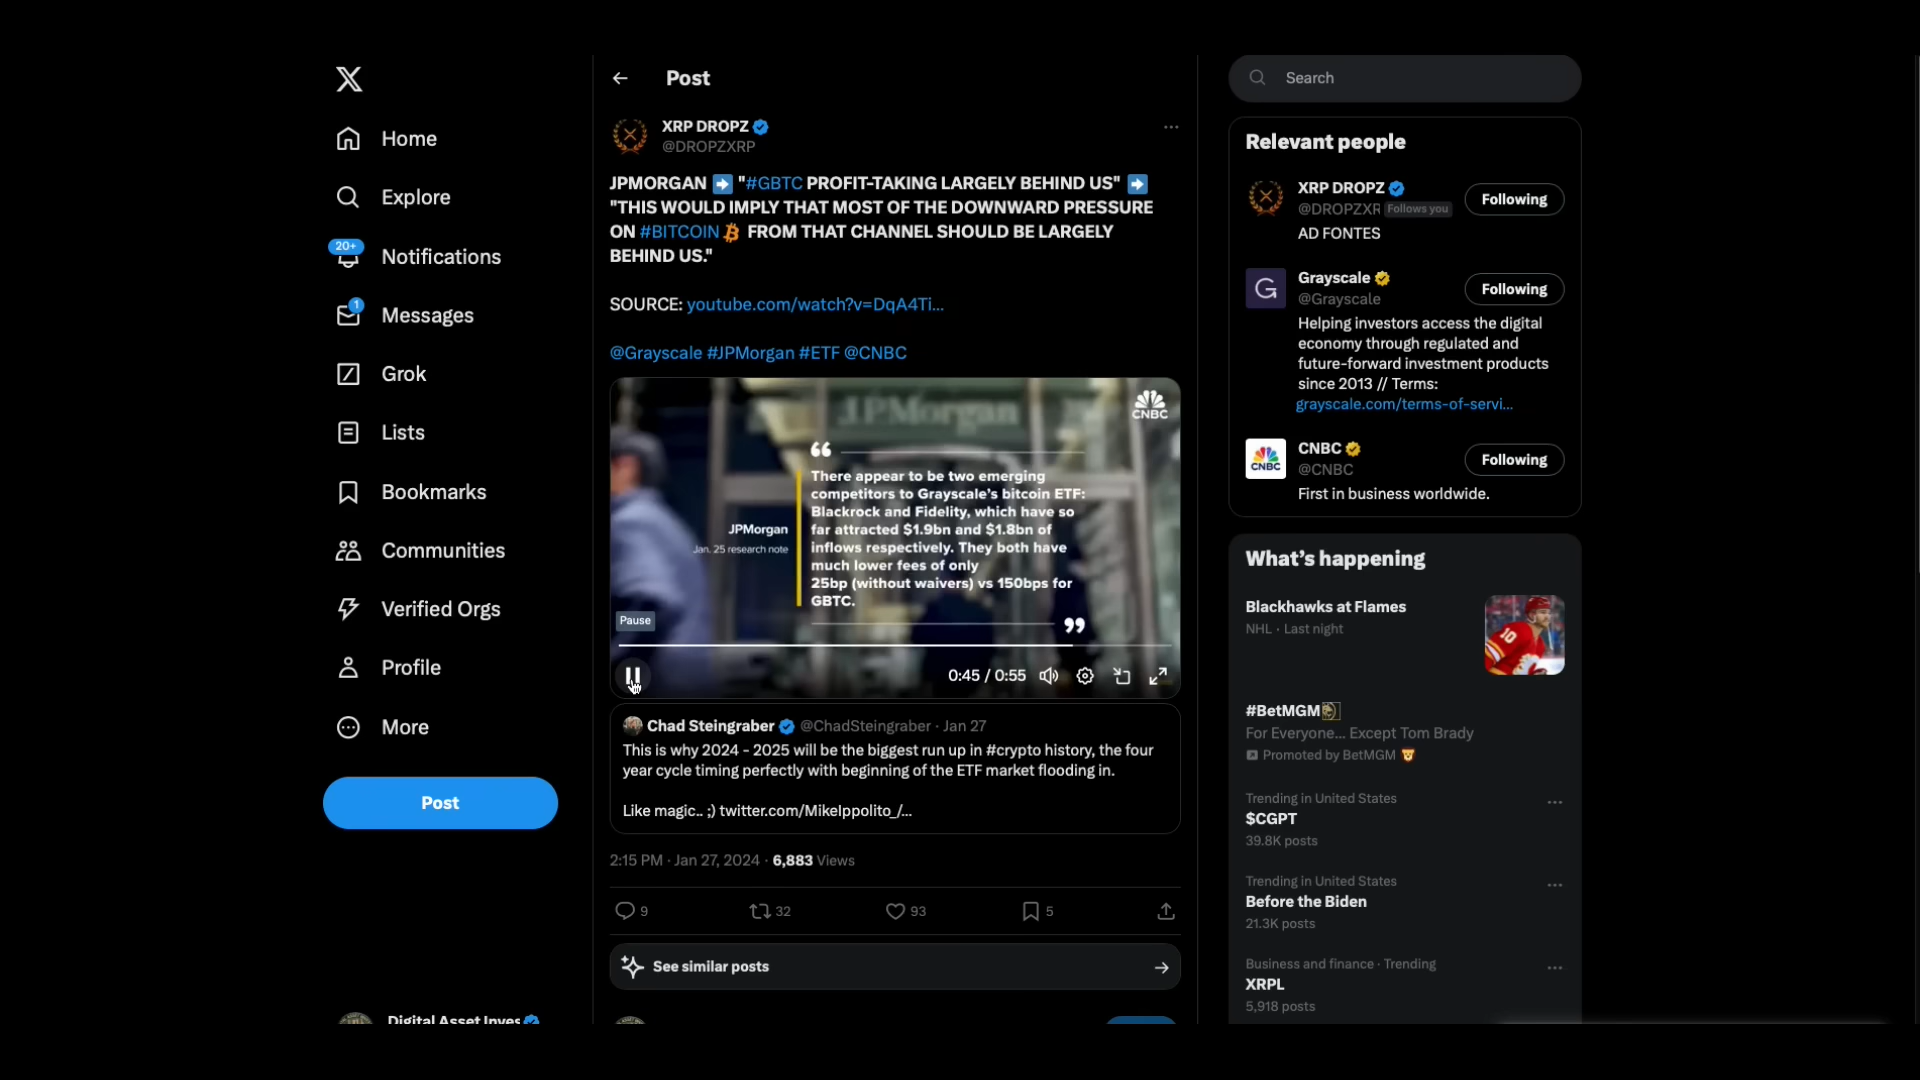 Home
Explore
20+
Notifications
1
Messages
Grok
Lists
Bookmarks
Communities
Verified Orgs
Profile
More
Post
Digital Asset Inves
Post
XRP DROPZ
@DROPZXRP
JPMORGAN ➡️ "#GBTC PROFIT-TAKING LARGELY BEHIND US" ➡️
"THIS WOULD IMPLY THAT MOST OF THE DOWNWARD PRESSURE
ON #BITCOIN FROM THAT CHANNEL SHOULD BE LARGELY
BEHIND US."
SOURCE: youtube.com/watch?v=DqA4Ti...
@Grayscale #JPMorgan #ETF @CNBC
J.P.Morgan
CNBC
“
There appear to be two emerging
competitors to Grayscale's bitcoin ETF:
Blackrock and Fidelity, which have so
far attracted $1.9bn and $1.8bn of
inflows respectively. They both have
much lower fees of only
25bp (without waivers) vs 150bps for
GBTC.
”
JPMorgan
Jan. 25 research note
Pause
0:45 / 0:55
Chad Steingraber @ChadSteingraber · Jan 27
This is why 2024 - 2025 will be the biggest run up in #crypto history, the four
year cycle timing perfectly with beginning of the ETF market flooding in.
Like magic.. ;) twitter.com/MikeIppolito_/...
2:15 PM · Jan 27, 2024 · 6,883 Views
9
32
93
5
See similar posts
Search
Relevant people
XRP DROPZ
@DROPZXR Follows you
Following
AD FONTES
Grayscale
@Grayscale
Following
Helping investors access the digital
economy through regulated and
future-forward investment products
since 2013 // Terms:
grayscale.com/terms-of-servi...
CNBC
CNBC
@CNBC
Following
First in business worldwide.
What's happening
Blackhawks at Flames
NHL · Last night
10
#BetMGM
For Everyone... Except Tom Brady
Promoted by BetMGM
Trending in United States
$CGPT
39.8K posts
Trending in United States
Before the Biden
21.3K posts
Business and finance · Trending
XRPL
5,918 posts